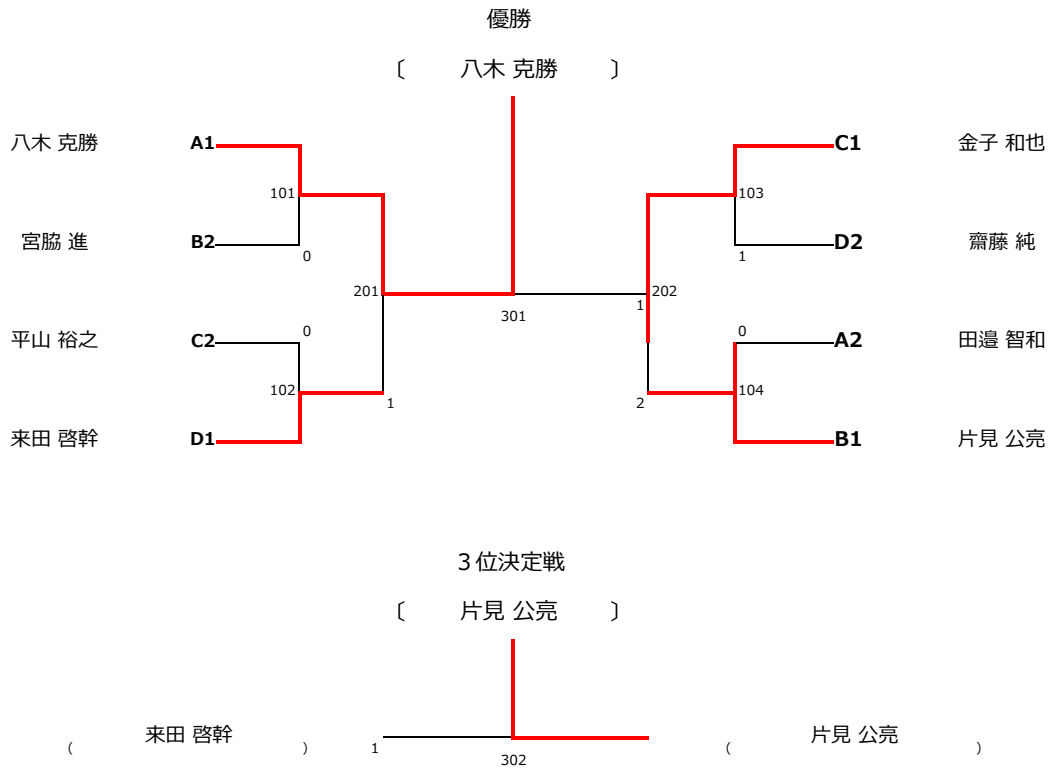 優勝
〔 八木 克勝 〕
八木 克勝 A1 C1 金子 和也
101 103
宮脇 進 B2 D2 齋藤 純
0 1
201 202
1
301
0 0
平山 裕之 C2 A2 田邉 智和
102 104
1 2
来田 啓幹 D1 B1 片見 公亮
３位決定戦
〔 片見 公亮 〕
( 来田 啓幹 ) 1 ( 片見 公亮 )
302